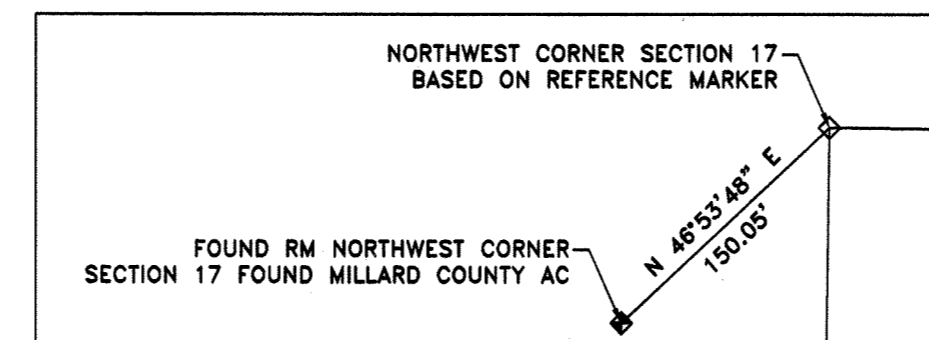 NORTHWEST CORNER SECTION 17
BASED ON REFERENCE MARKER
N 46°53'48" E
150.05'
FOUND RM NORTHWEST CORNER
SECTION 17 FOUND MILLARD COUNTY AC